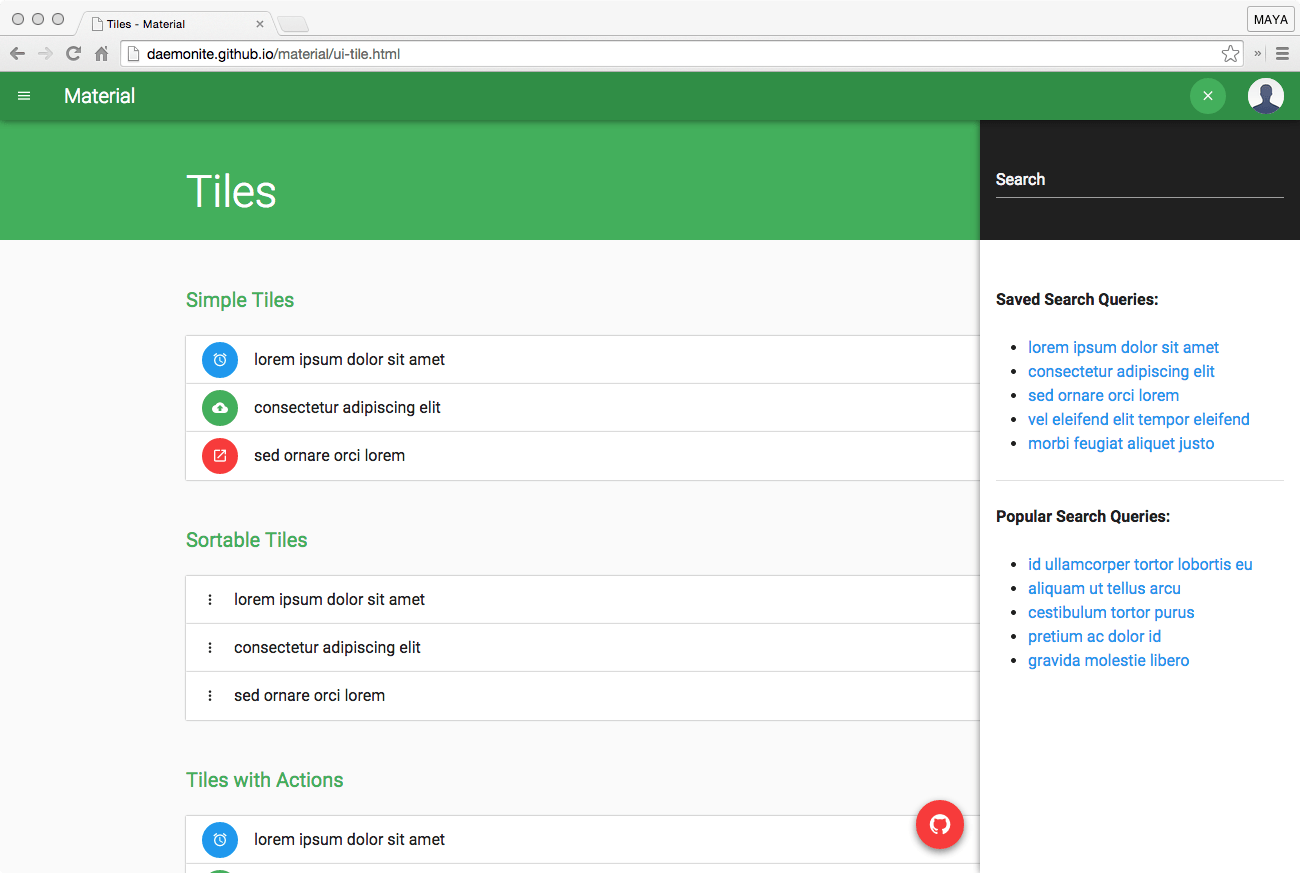 Tiles - Material
MAYA
daemonite.github.io/material/ui-tile.html
»
Material
Tiles
Simple Tiles
lorem ipsum dolor sit amet
consectetur adipiscing elit
sed ornare orci lorem
Sortable Tiles
lorem ipsum dolor sit amet
consectetur adipiscing elit
sed ornare orci lorem
Tiles with Actions
lorem ipsum dolor sit amet
Search
Saved Search Queries:
• lorem ipsum dolor sit amet
• consectetur adipiscing elit
• sed ornare orci lorem
• vel eleifend elit tempor eleifend
• morbi feugiat aliquet justo
Popular Search Queries:
• id ullamcorper tortor lobortis eu
• aliquam ut tellus arcu
• cestibulum tortor purus
• pretium ac dolor id
• gravida molestie libero